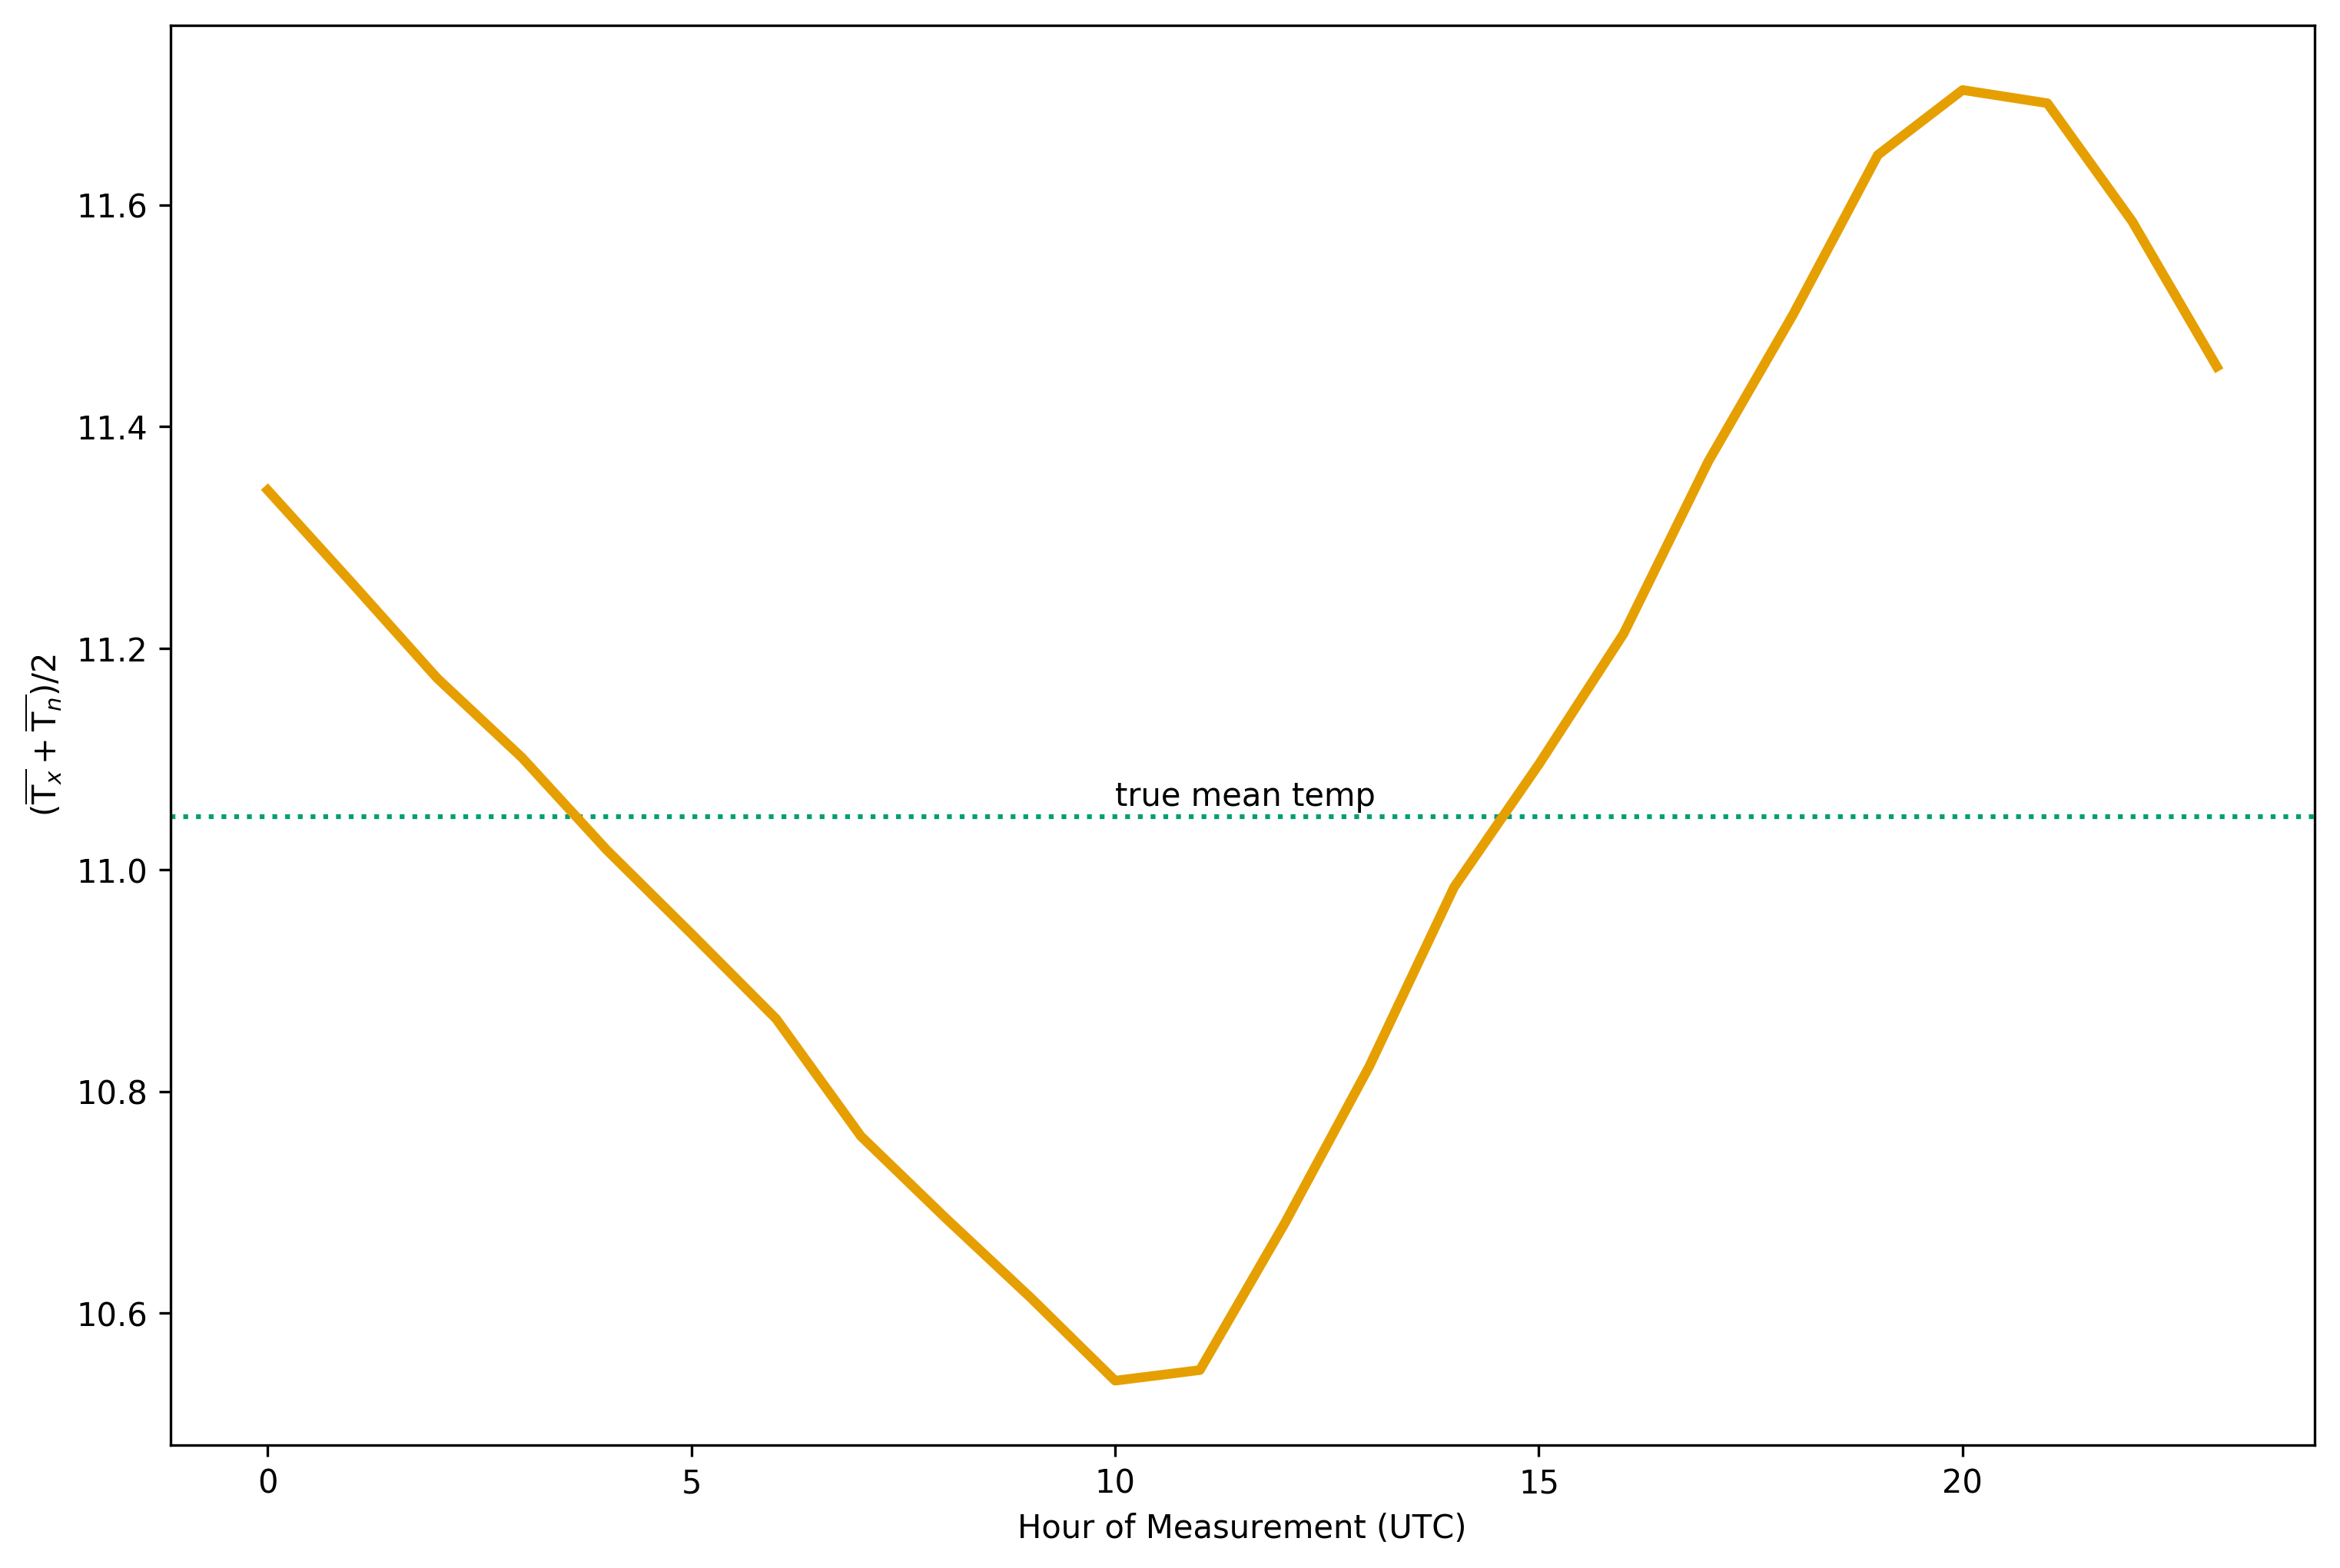 11.6
11.4
11.2
11.0
10.8
10.6
(T̅ₓ + T̅ₙ)/2
true mean temp
0 5 10 15 20
Hour of Measurement (UTC)